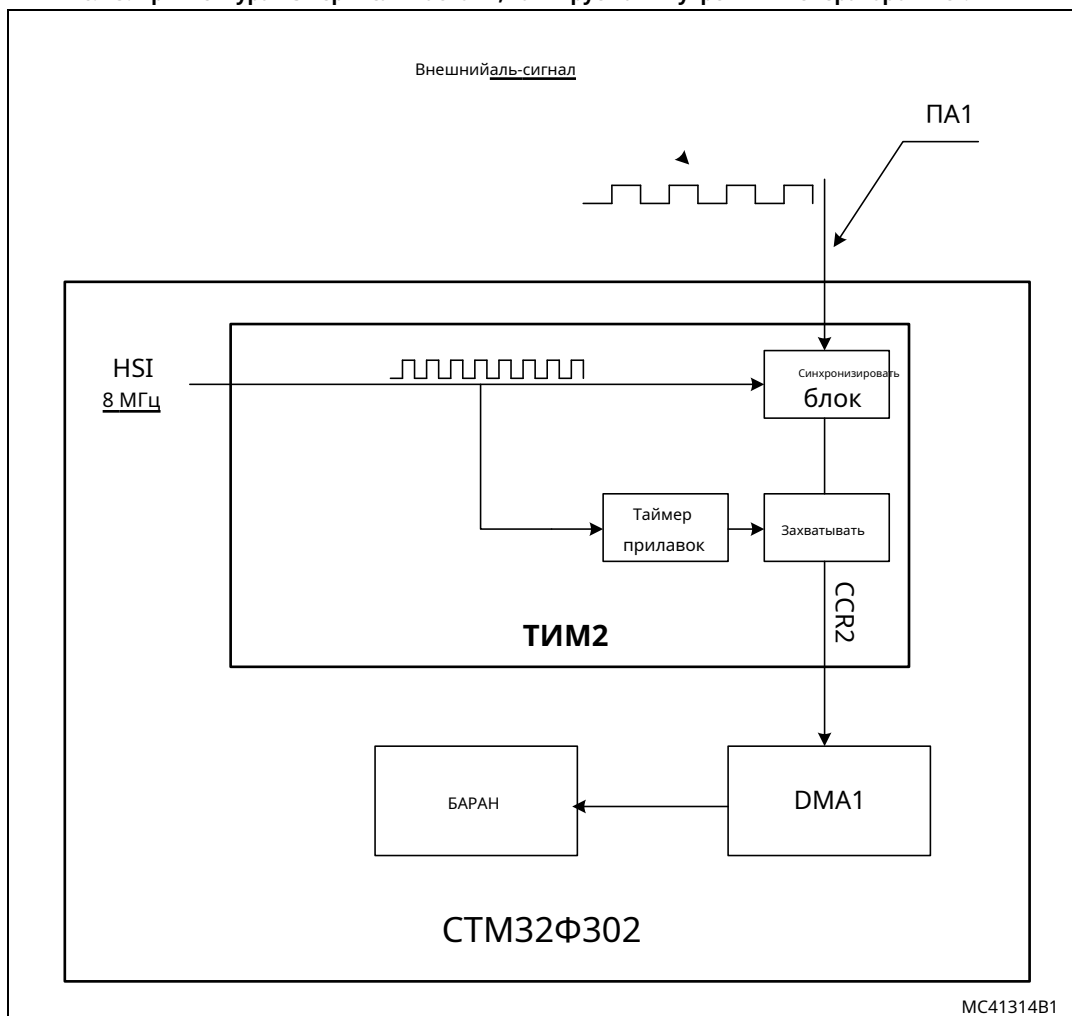 Внешнийаль-сигнал
ПА1
HSI
8 МГц
Синхронизировать
блок
Таймер
прилавок
Захватывать
CCR2
ТИМ2
БАРАН
DMA1
СТМ32Ф302
MC41314B1